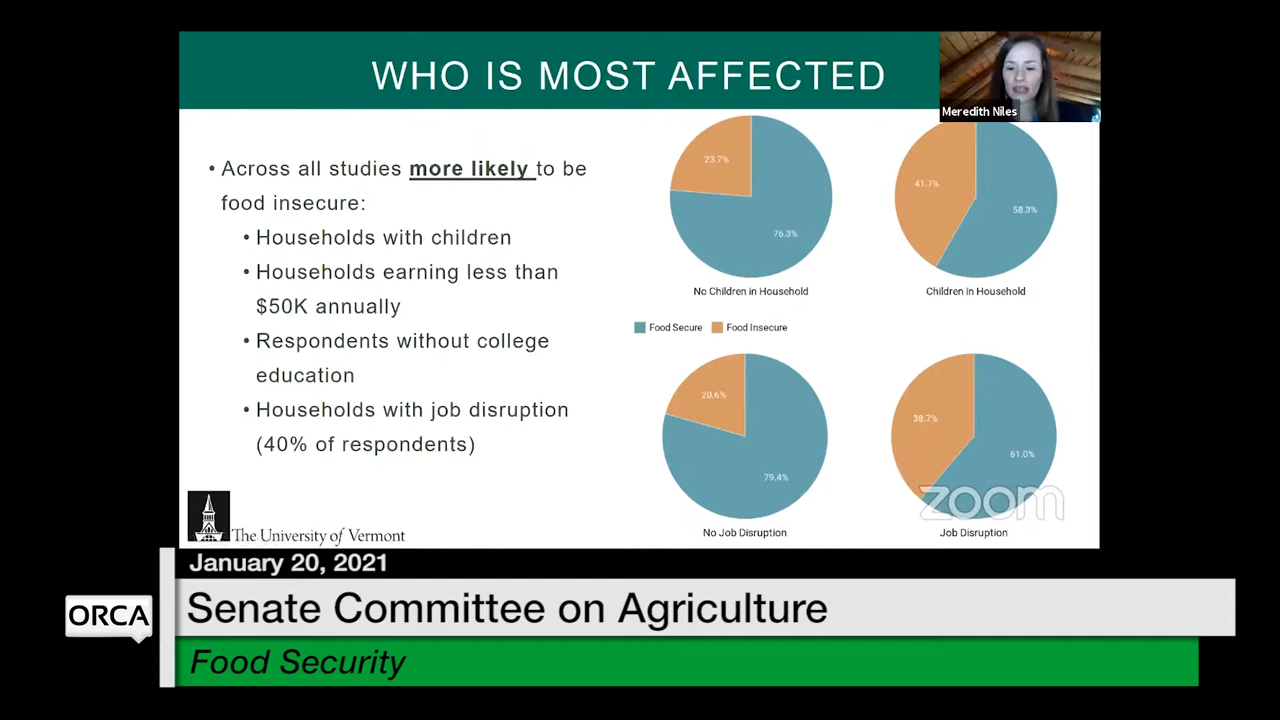 WHO IS MOST AFFECTED
Meredith Niles
• Across all studies more likely to be
food insecure:
• Households with children
• Households earning less than
$50K annually
• Respondents without college
education
• Households with job disruption
(40% of respondents)
23.7%
76.3%
No Children in Household
41.7%
58.3%
Children in Household
Food Secure
Food Insecure
20.6%
79.4%
No Job Disruption
38.7%
61.0%
Job Disruption
zoom
The University of Vermont
January 20, 2021
ORCA
Senate Committee on Agriculture
Food Security